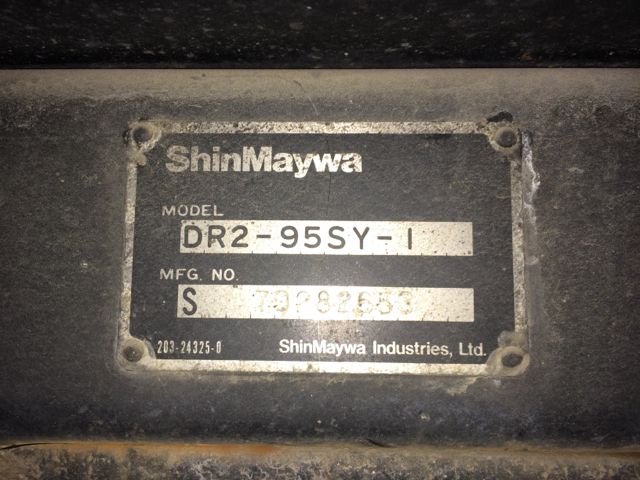 ShinMaywa
MODEL
DR2-95SY-1
MFG. NO.
S
203-24325-0
ShinMaywa Industries, Ltd.